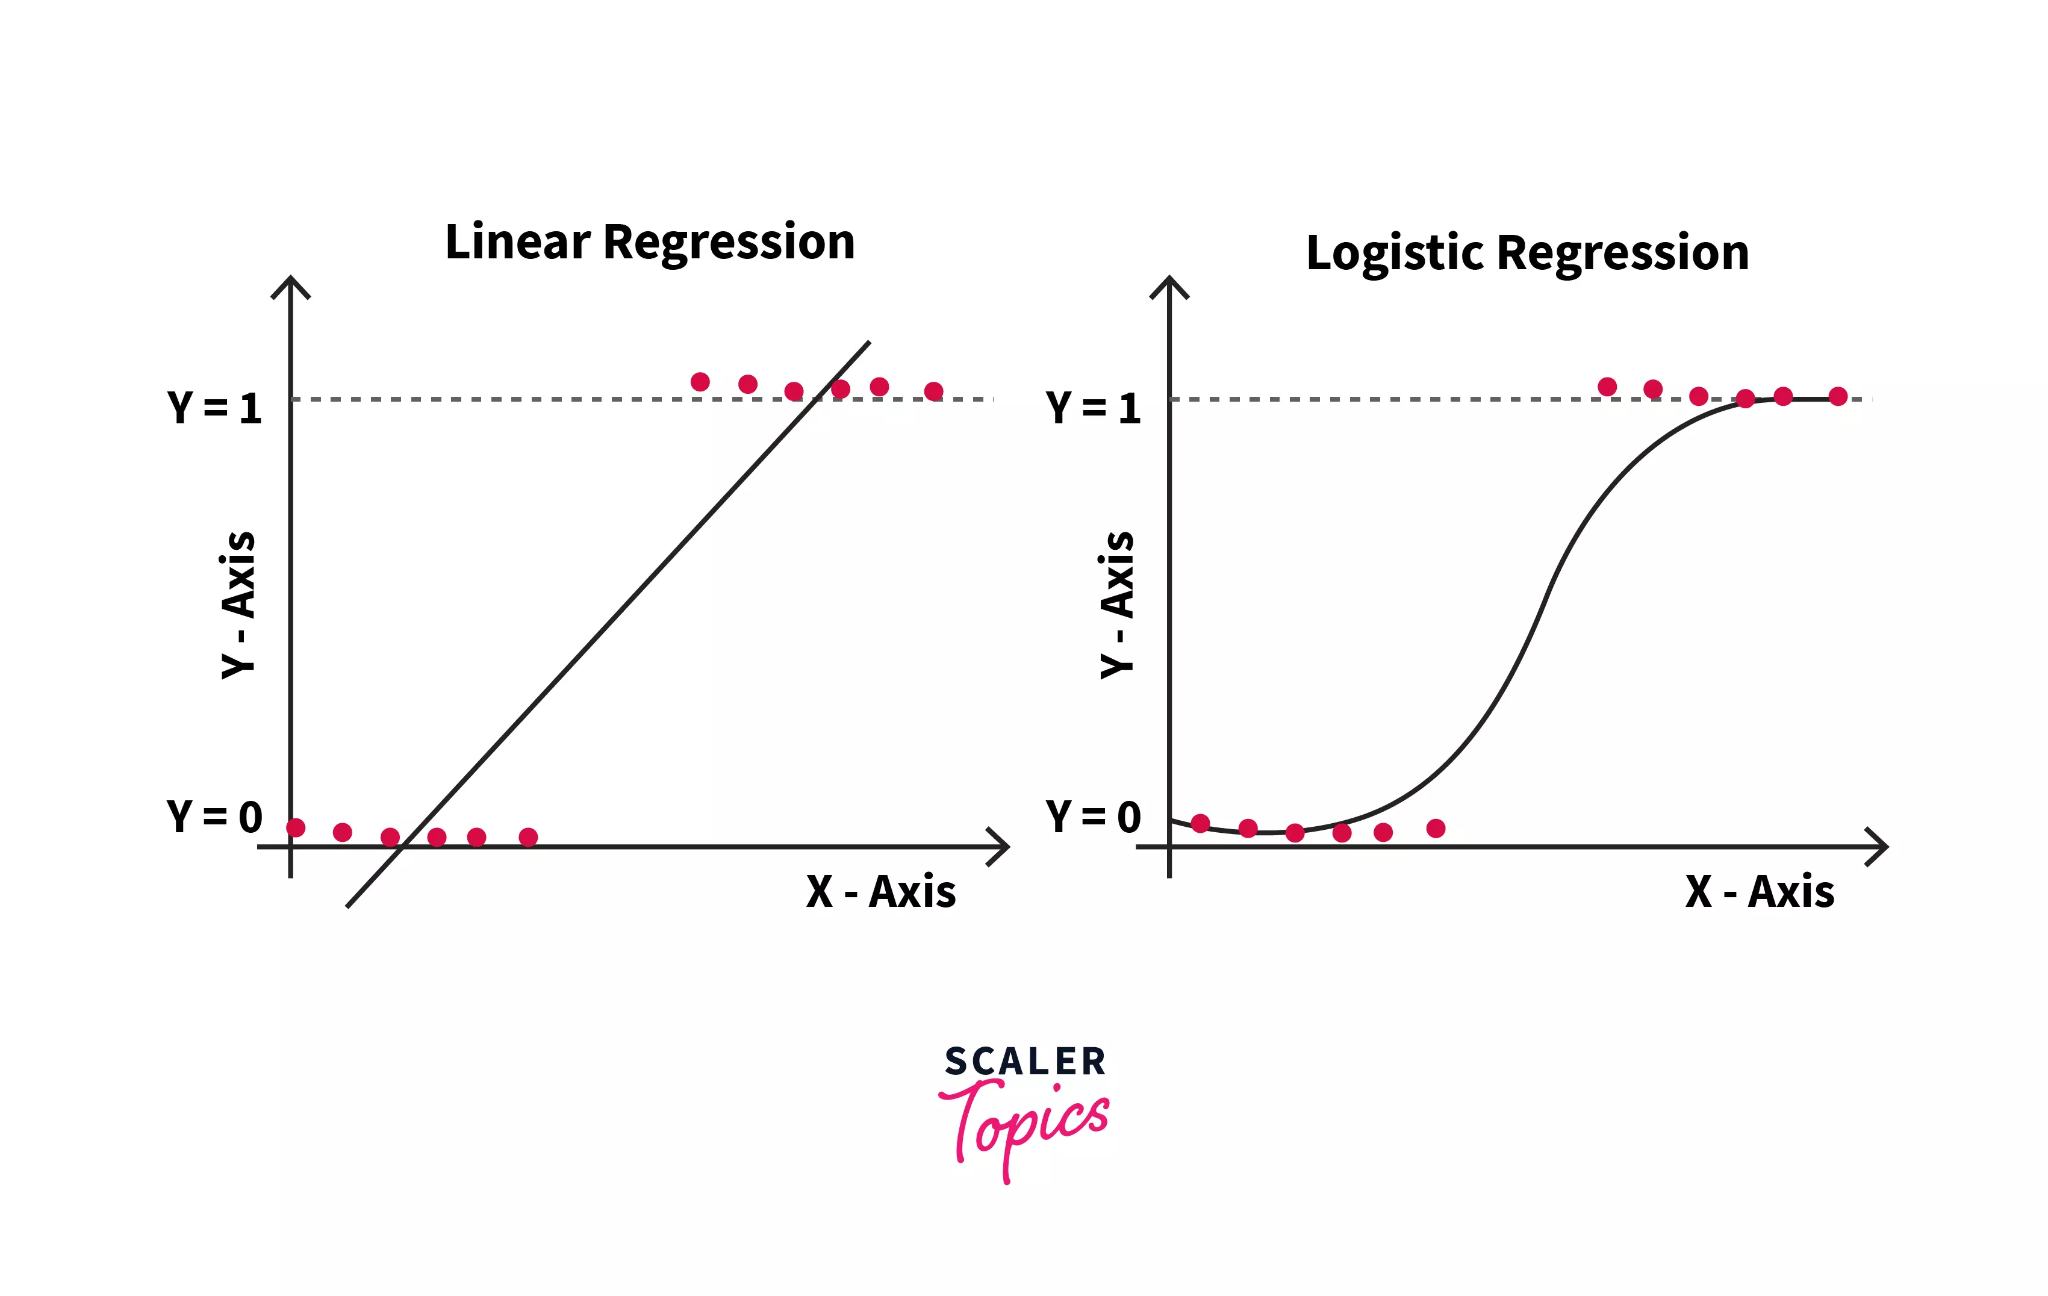 Linear Regression
Y = 1
Y - Axis
Y = 0
X - Axis
Logistic Regression
Y = 1
Y - Axis
Y = 0
X - Axis
SCALER
Topics